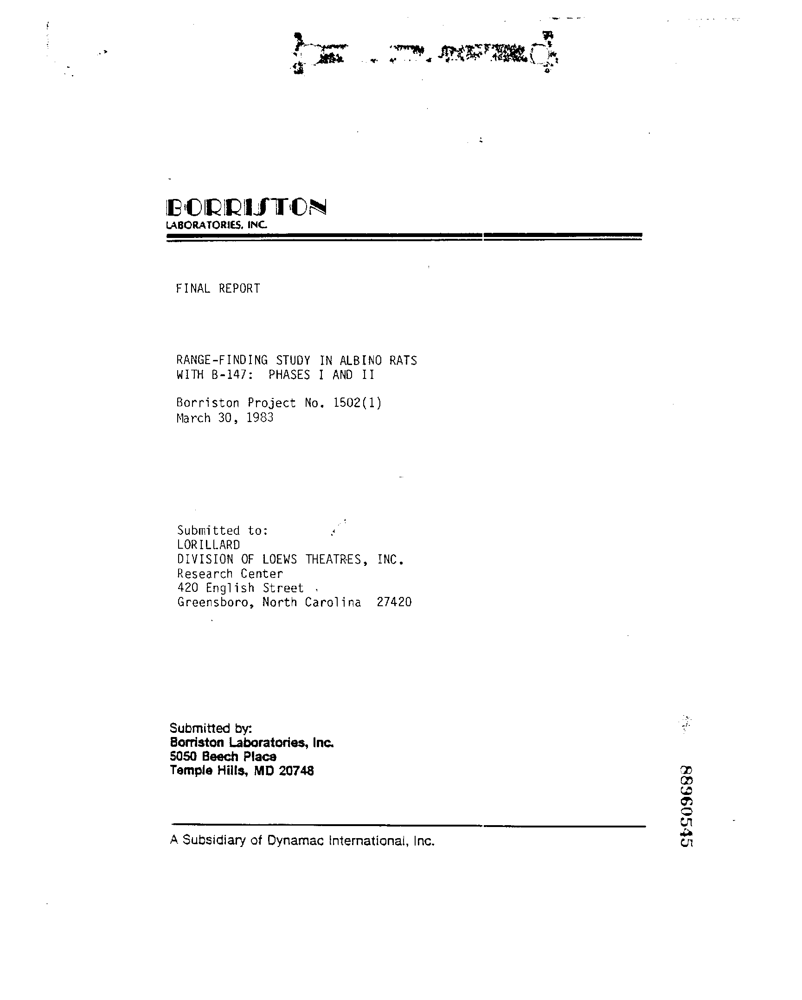 BORRISTON
LABORATORIES, INC.
FINAL REPORT
RANGE-FINDING STUDY IN ALBINO RATS
WITH B-147: PHASES I AND II
Borriston Project No. 1502(1)
March 30, 1983
Submitted to:
LORILLARD
DIVISION OF LOEWS THEATRES, INC.
Research Center
420 English Street
Greensboro, North Carolina 27420
Submitted by:
Borriston Laboratories, Inc.
5050 Beech Place
Temple Hills, MD 20748
A Subsidiary of Dynamac International, Inc.
88960545